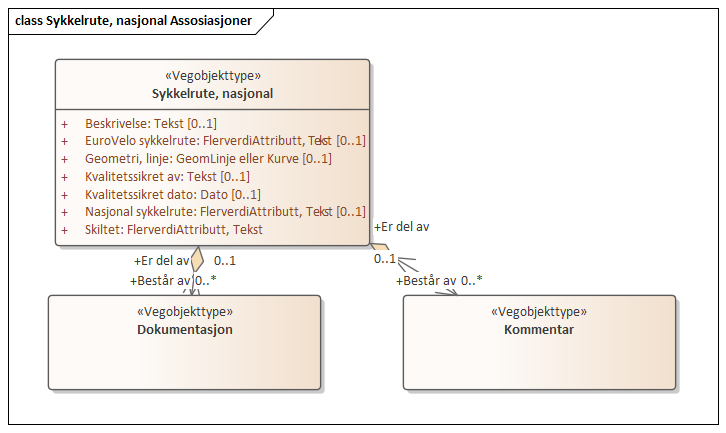 class Sykkelrute, nasjonal Assosiasjoner
«Vegobjekttype»
Sykkelrute, nasjonal
+ Beskrivelse: Tekst [0..1]
+ EuroVelo sykkelrute: FlerverdiAttributt, Tekst [0..1]
+ Geometri, linje: GeomLinje eller Kurve [0..1]
+ Kvalitetssikret av: Tekst [0..1]
+ Kvalitetssikret dato: Dato [0..1]
+ Nasjonal sykkelrute: FlerverdiAttributt, Tekst [0..1]
+ Skiltet: FlerverdiAttributt, Tekst
+Er del av
0..1
+Er del av
0..1
+Består av 0..*
+Består av 0..*
«Vegobjekttype»
Dokumentasjon
«Vegobjekttype»
Kommentar